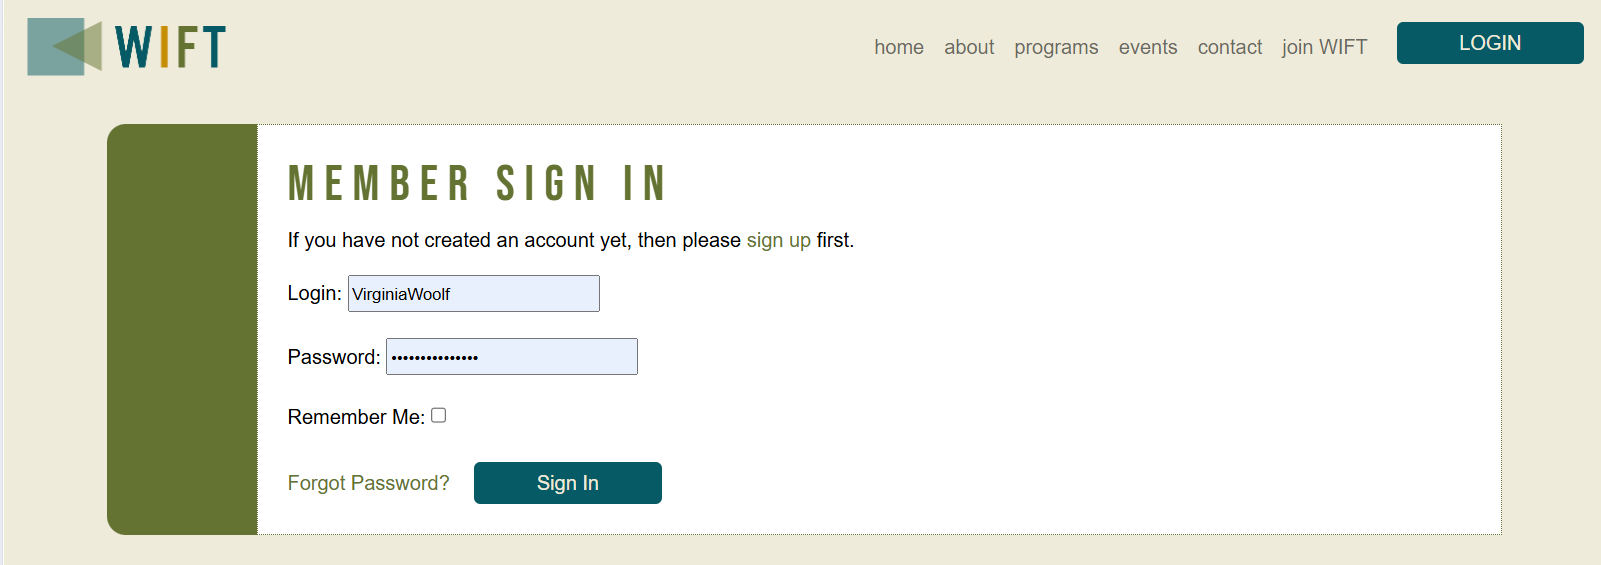 WIFT
home about programs events contact join WIFT LOGIN
MEMBER SIGN IN
If you have not created an account yet, then please sign up first.
Login: VirginiaWoolf
Password: •••••••••••••••
Remember Me:
Forgot Password? Sign In